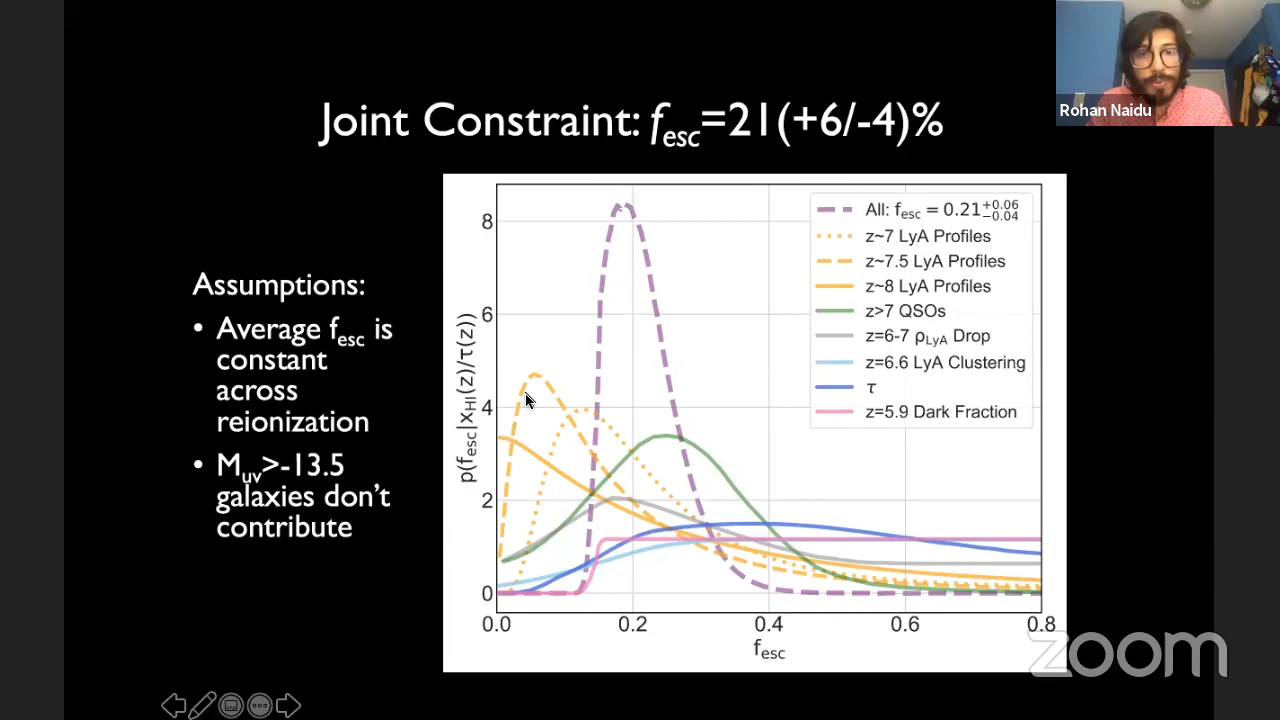 Rohan Naidu
Joint Constraint: fesc=21(+6/-4)%
Assumptions:
• Average fesc is
constant
across
reionization
• Muv>-13.5
galaxies don't
contribute
p(fesc|xHI(z)/τ(z))
8
6
4
2
0
0.0 0.2 0.4 0.6 0.8
fesc
All: fesc = 0.21+0.06−0.04
z~7 LyA Profiles
z~7.5 LyA Profiles
z~8 LyA Profiles
z>7 QSOs
z=6-7 ρLyA Drop
z=6.6 LyA Clustering
τ
z=5.9 Dark Fraction
zoom